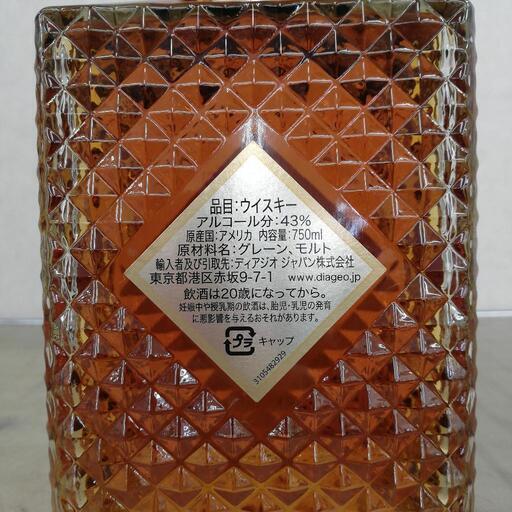 品目:ウイスキー
アルコール分:43%
原産国:アメリカ 内容量:750ml
原材料名:グレーン、モルト
輸入者及び引取先:ディアジオ ジャパン株式会社
東京都港区赤坂9-7-1 www.diageo.jp
飲酒は20歳になってから。
妊娠中や授乳期の飲酒は、胎児・乳児の発育
に悪影響を与えるおそれがあります。
プラ キャップ
3105482929